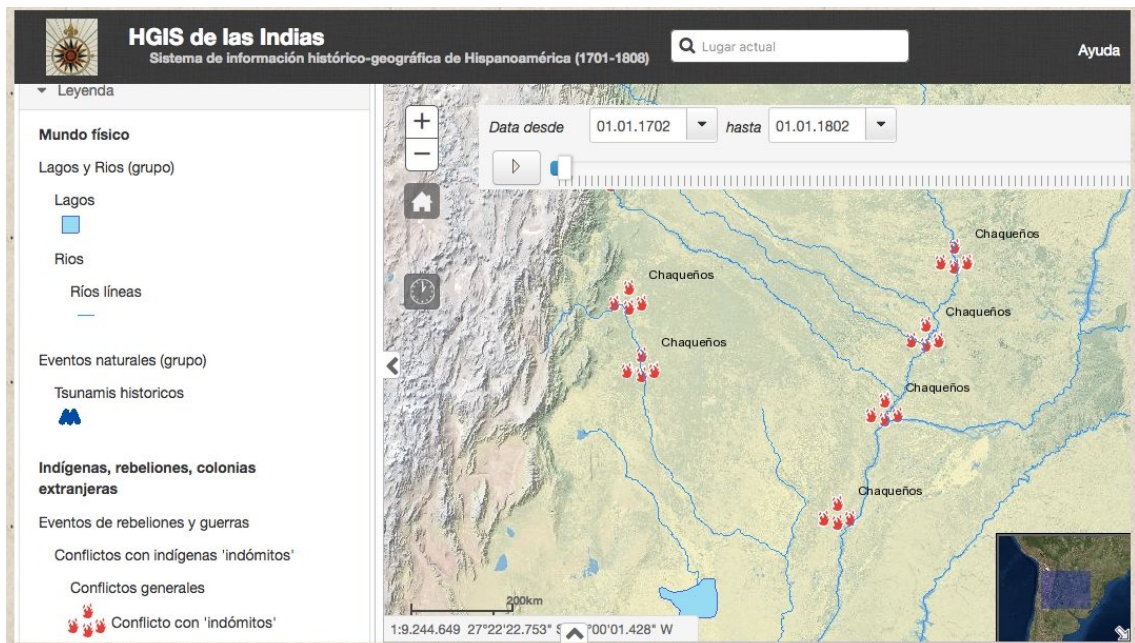 HGIS de las Indias
Sistema de información histórico-geográfica de Hispanoamérica (1701-1808)
Lugar actual
Ayuda
Leyenda
Mundo físico
Lagos y Rios (grupo)
Lagos
Rios
Ríos líneas
Eventos naturales (grupo)
Tsunamis historicos
Indígenas, rebeliones, colonias
extranjeras
Eventos de rebeliones y guerras
Conflictos con indígenas 'indómitos'
Conflictos generales
Conflicto con 'indómitos'
+
−
Data desde 01.01.1702 hasta 01.01.1802
Chaqueños
Chaqueños
Chaqueños
Chaqueños
Chaqueños
Chaqueños
200km
1:9.244.649 27°22'22.753" S °00'01.428" W